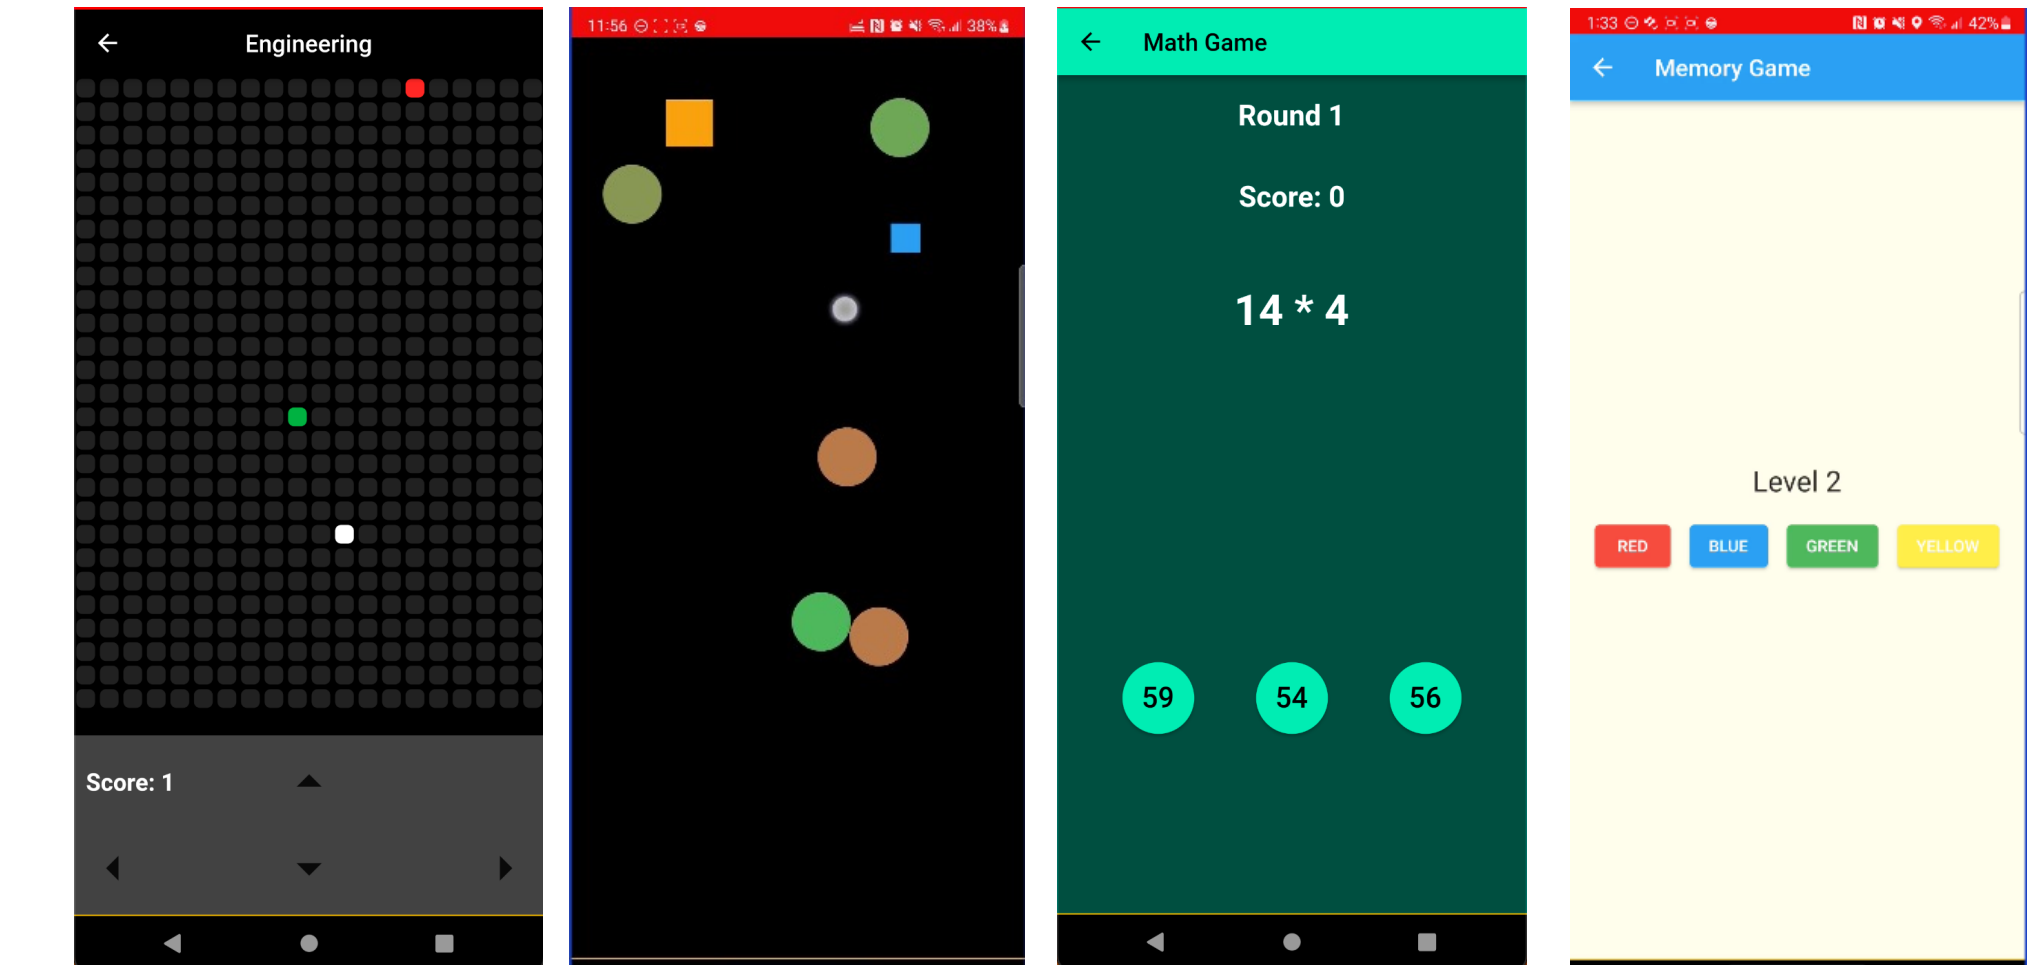 Engineering
Score: 1
11:56
38%
Math Game
Round 1
Score: 0
14 * 4
59 54 56
1:33
42%
Memory Game
Level 2
RED BLUE GREEN YELLOW